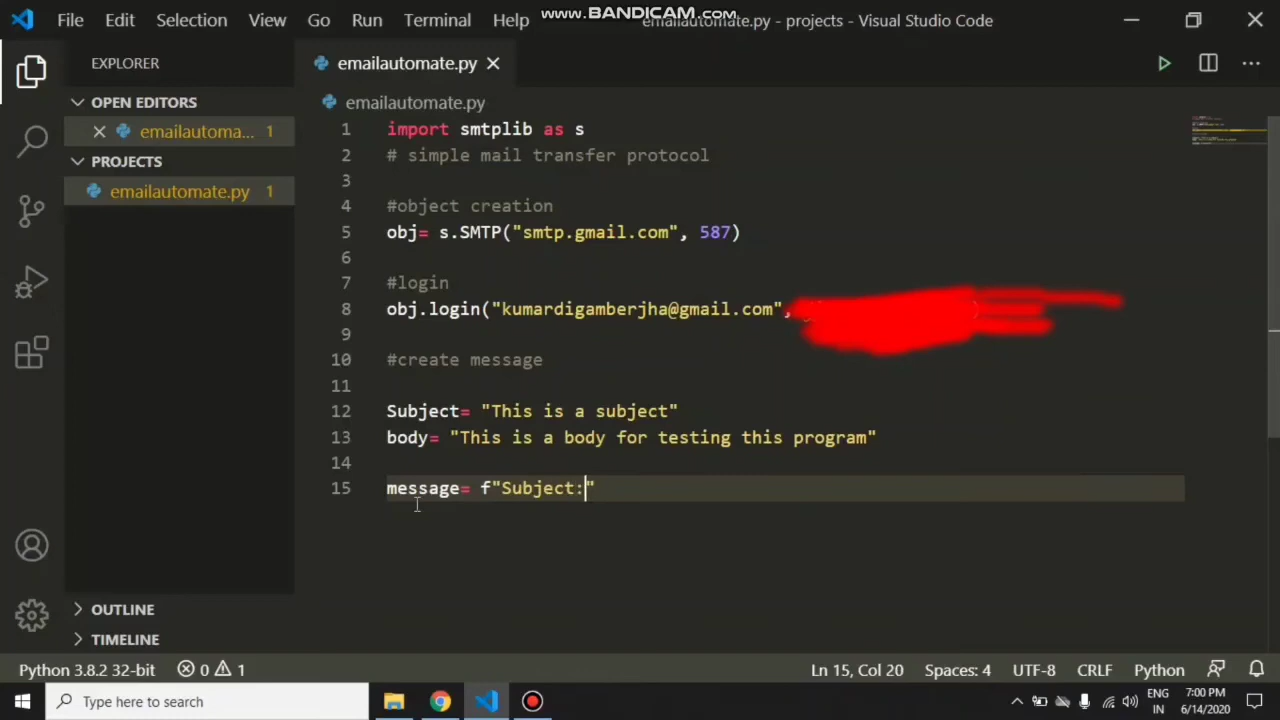 File Edit Selection View Go Run Terminal Help
www.BANDICAM.com
emailautomate.py - projects - Visual Studio Code
EXPLORER
emailautomate.py
OPEN EDITORS
emailautoma... 1
PROJECTS
emailautomate.py 1
OUTLINE
TIMELINE
emailautomate.py
1 import smtplib as s
2 # simple mail transfer protocol
3
4 #object creation
5 obj= s.SMTP("smtp.gmail.com", 587)
6
7 #login
8 obj.login("kumardigamberjha@gmail.com",
9
10 #create message
11
12 Subject= "This is a subject"
13 body= "This is a body for testing this program"
14
15 message= f"Subject:"
Python 3.8.2 32-bit 0 1 Ln 15, Col 20 Spaces: 4 UTF-8 CRLF Python
Type here to search
ENG
IN
7:00 PM
6/14/2020